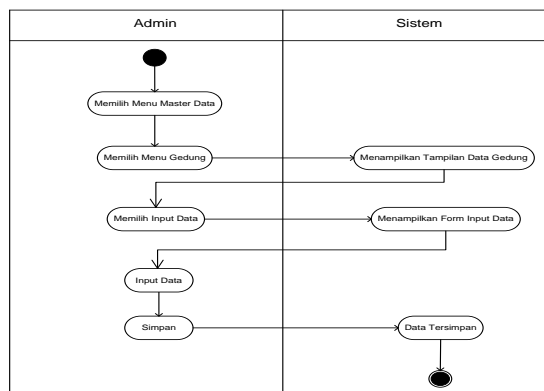 Admin
Sistem
Memilih Menu Master Data
Memilih Menu Gedung
Menampilkan Tampilan Data Gedung
Memilih Input Data
Menampilkan Form Input Data
Input Data
Simpan
Data Tersimpan